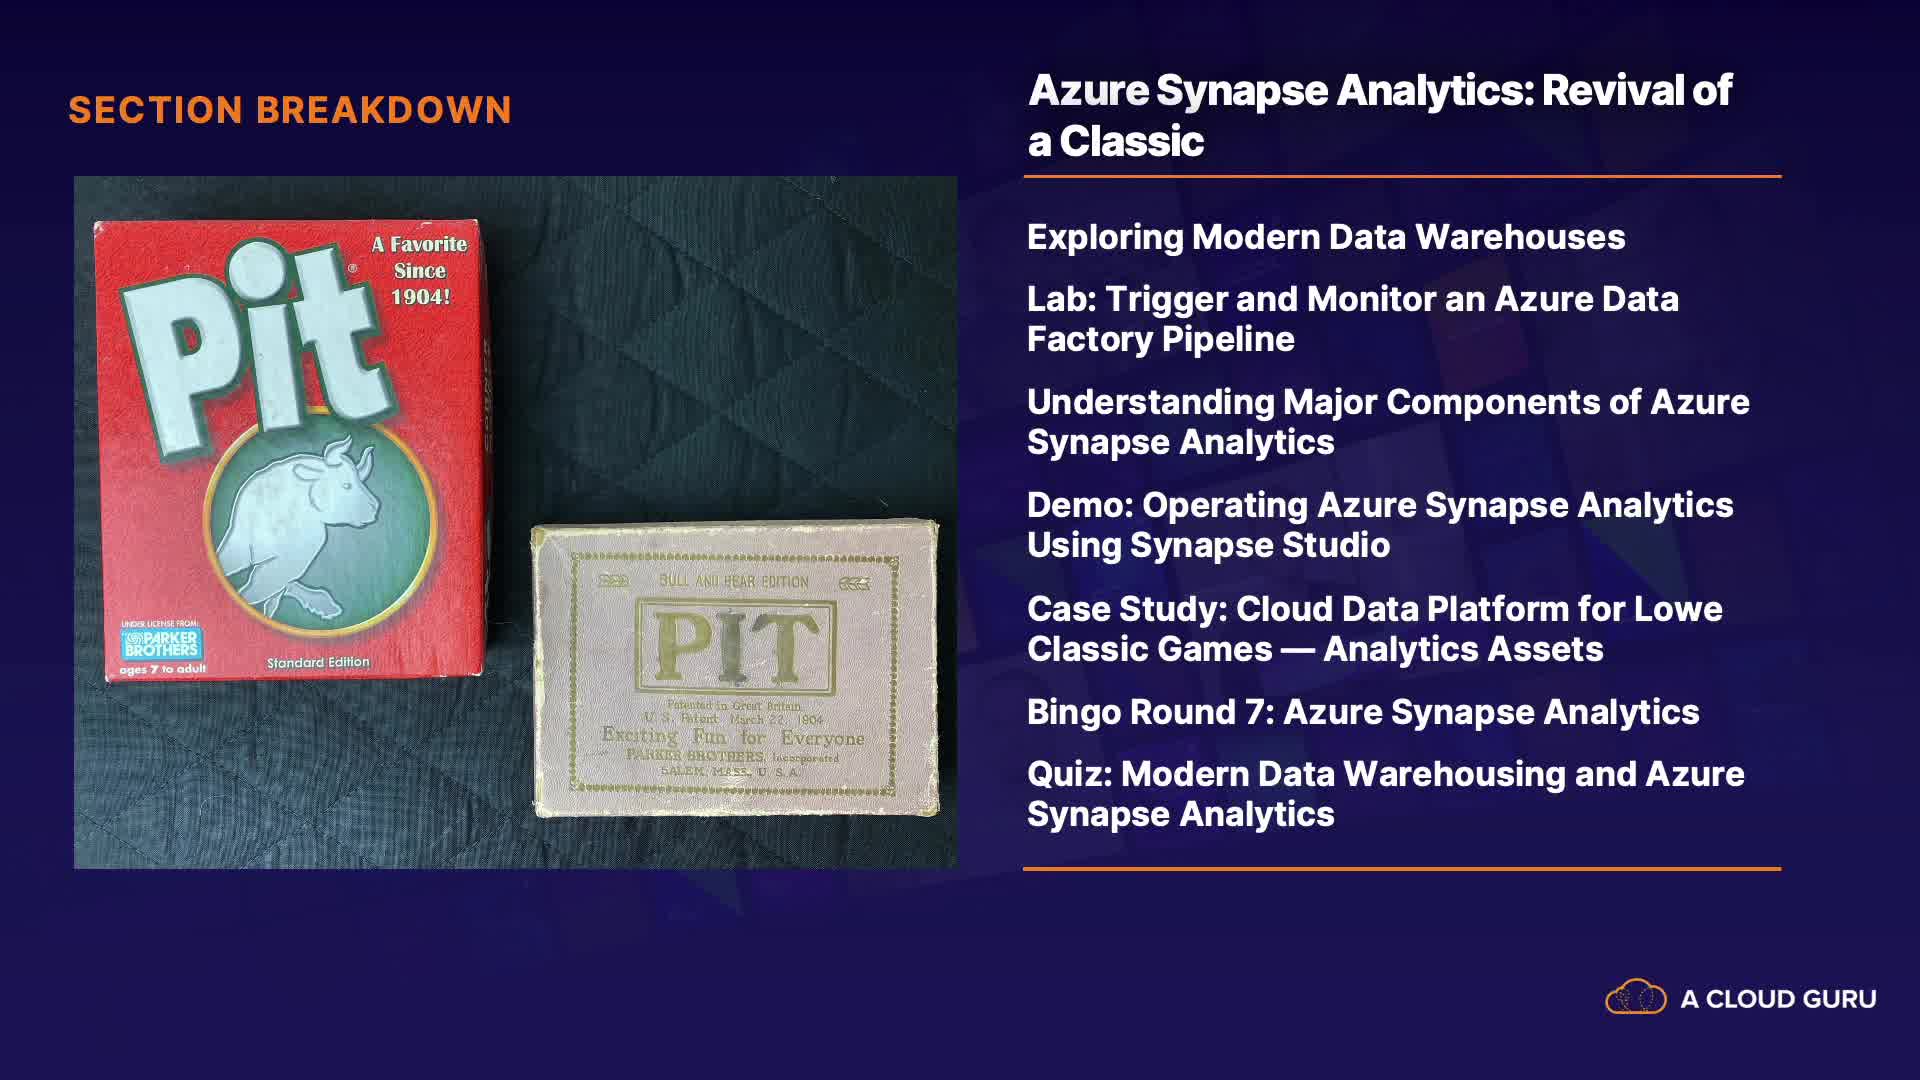 SECTION BREAKDOWN
Pit
®
A Favorite
Since
1904!
UNDER LICENSE FROM:
PARKER
BROTHERS
ages 7 to adult
Standard Edition
BULL AND BEAR EDITION
PIT
Patented in Great Britain
U. S. Patent March 22, 1904
Exciting Fun for Everyone
PARKER BROTHERS, Incorporated
SALEM, MASS., U. S. A.
Azure Synapse Analytics: Revival of
a Classic
Exploring Modern Data Warehouses
Lab: Trigger and Monitor an Azure Data
Factory Pipeline
Understanding Major Components of Azure
Synapse Analytics
Demo: Operating Azure Synapse Analytics
Using Synapse Studio
Case Study: Cloud Data Platform for Lowe
Classic Games — Analytics Assets
Bingo Round 7: Azure Synapse Analytics
Quiz: Modern Data Warehousing and Azure
Synapse Analytics
A CLOUD GURU